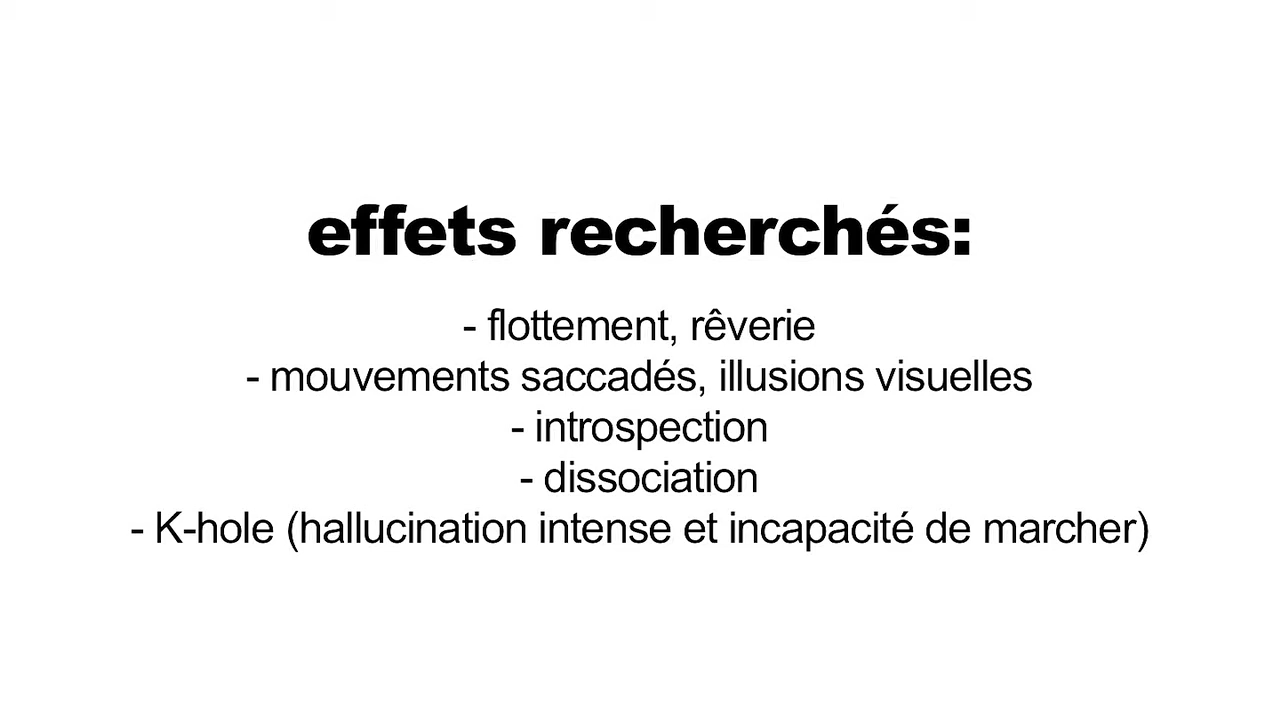 effets recherchés:
- flottement, rêverie
- mouvements saccadés, illusions visuelles
- introspection
- dissociation
- K-hole (hallucination intense et incapacité de marcher)